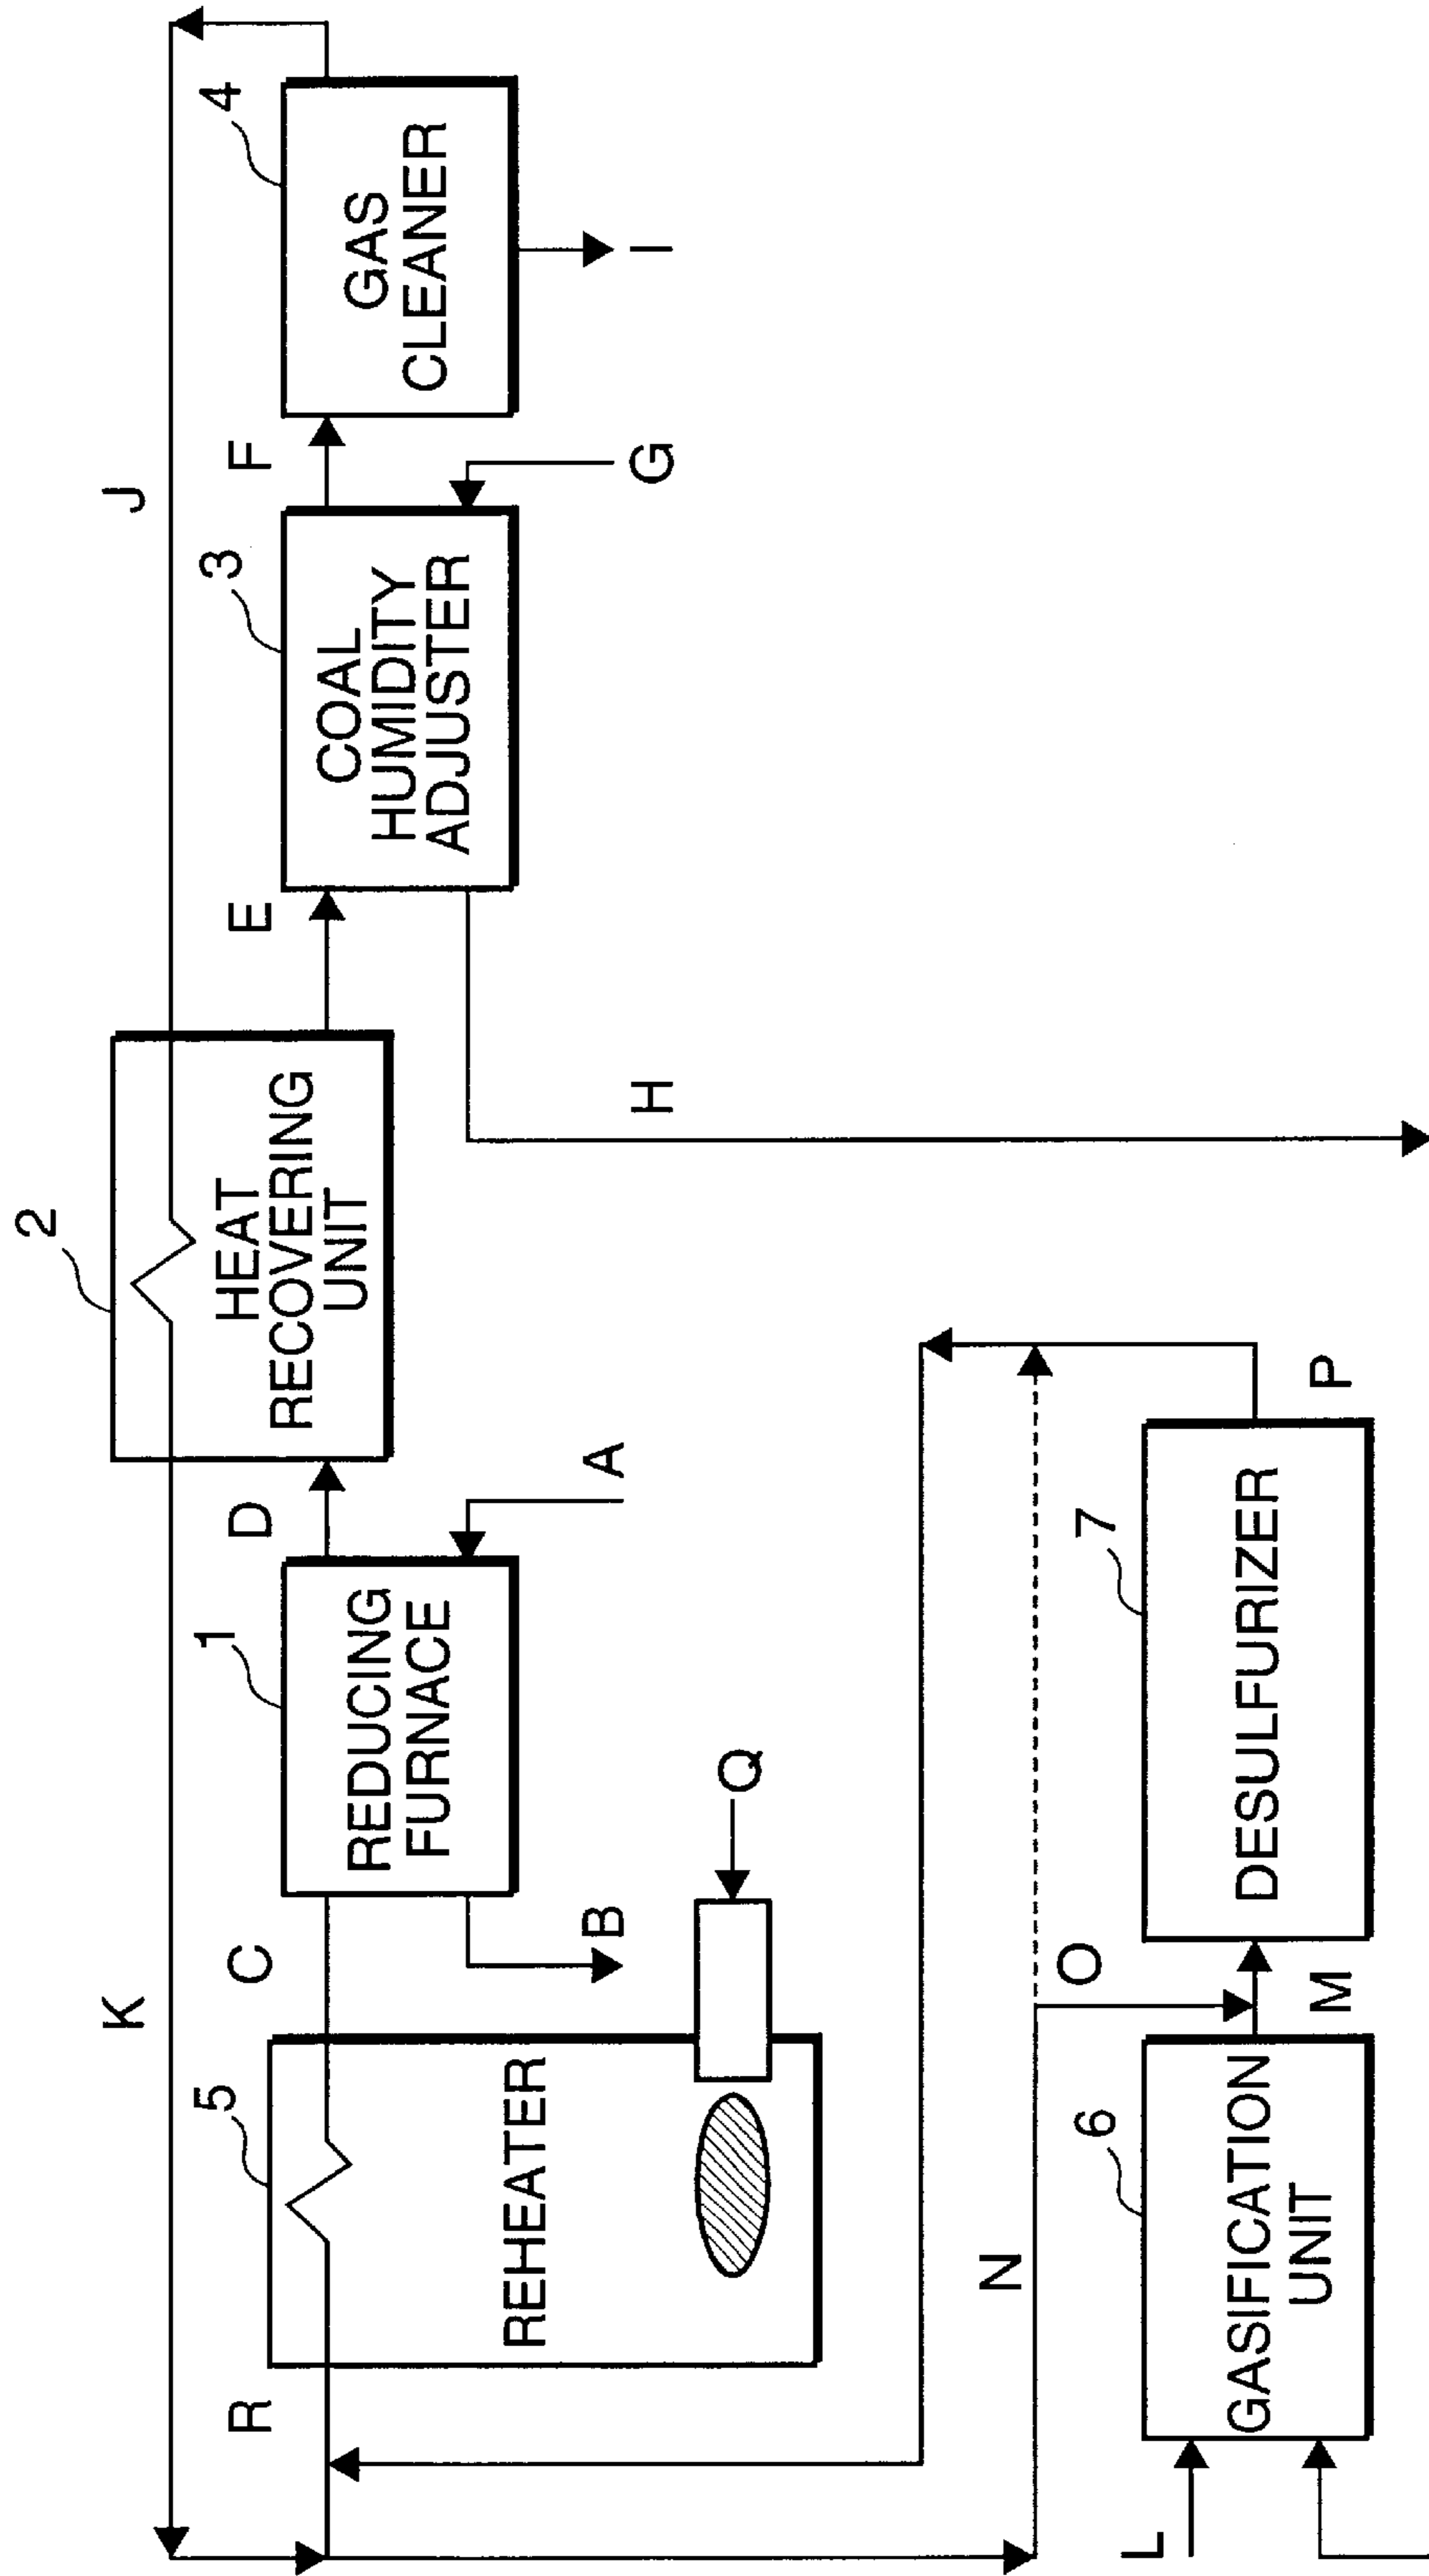 J
K
2
HEAT
RECOVERING
UNIT
4
GAS
CLEANER
F
3
COAL
HUMIDITY
ADJUSTER
E
D
1
REDUCING
FURNACE
C
5
REHEATER
R
I
G
H
A
B
Q
N
O
7
DESULFURIZER
P
M
6
GASIFICATION
UNIT
L